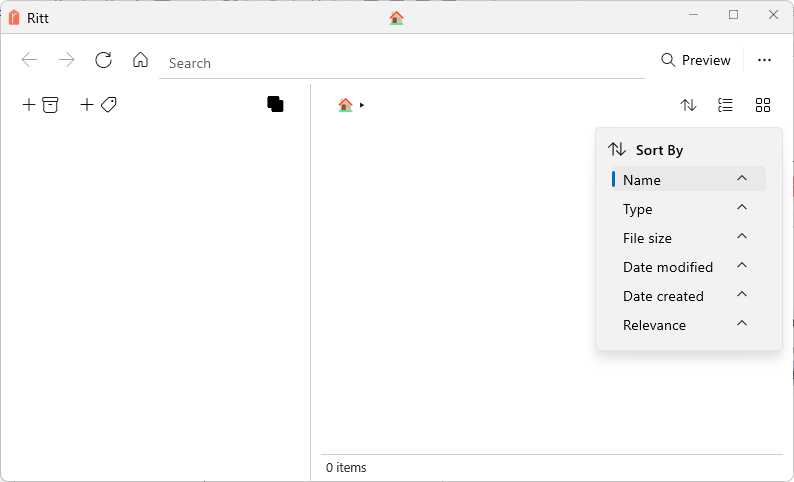 Ritt
Search
Preview
Sort By
Name
Type
File size
Date modified
Date created
Relevance
0 items